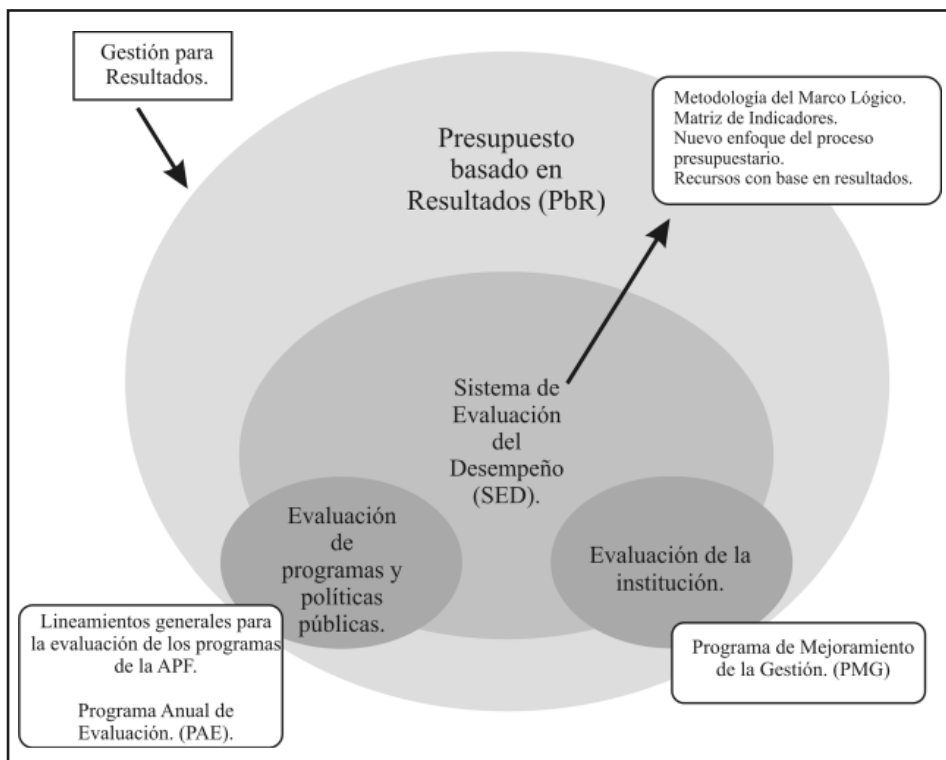 Gestión para
Resultados.
Metodología del Marco Lógico.
Matriz de Indicadores.
Nuevo enfoque del proceso
presupuestario.
Recursos con base en resultados.
Presupuesto
basado en
Resultados (PbR)
Sistema de
Evaluación
del
Desempeño
(SED).
Evaluación
de
programas y
políticas
públicas.
Evaluación de la
institución.
Lineamientos generales para
la evaluación de los programas
de la APF.
Programa Anual de
Evaluación. (PAE).
Programa de Mejoramiento
de la Gestión. (PMG)